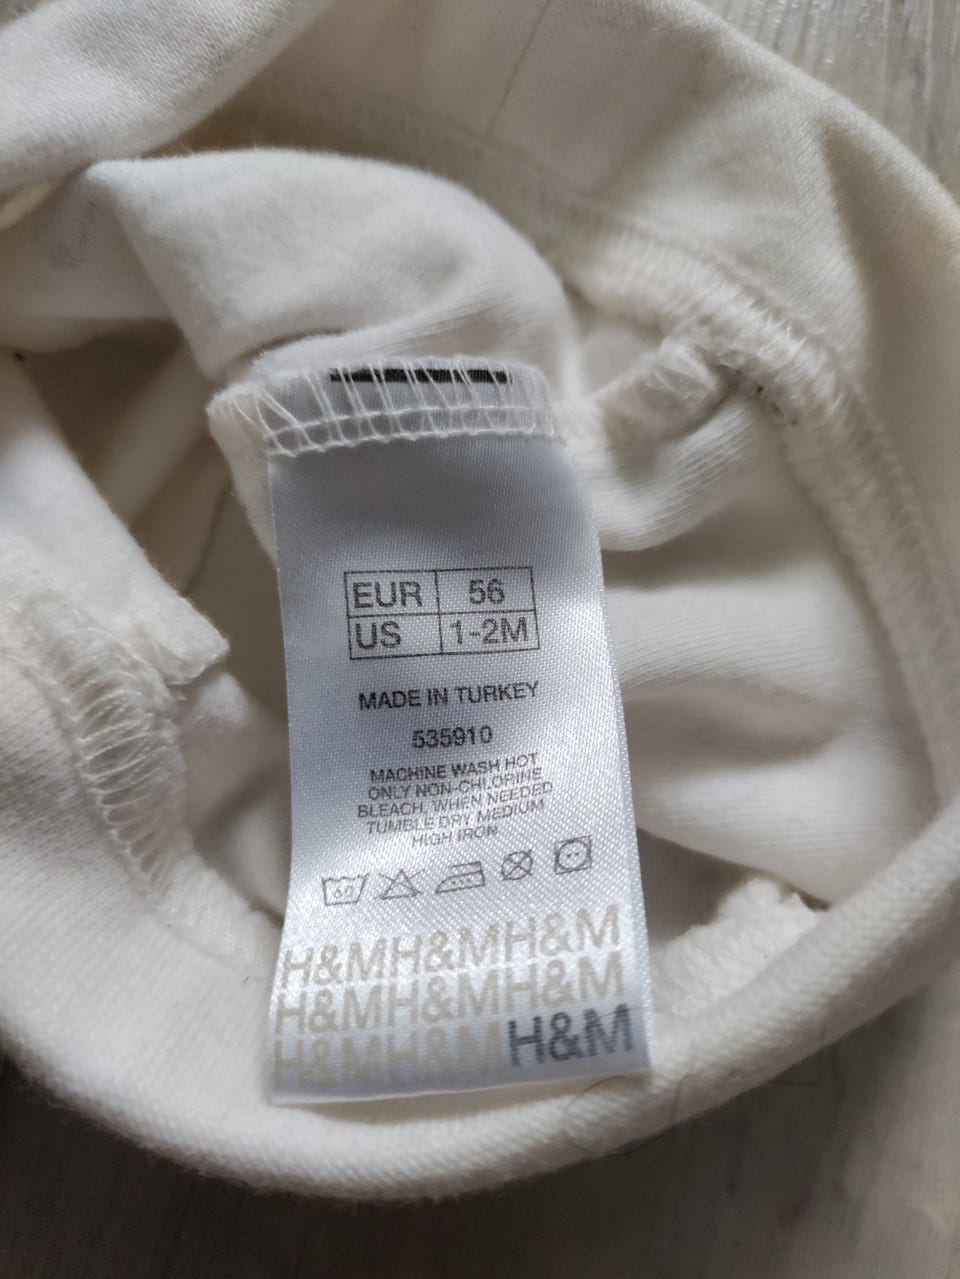 EUR 56
US 1-2M
MADE IN TURKEY
535910
MACHINE WASH HOT
ONLY NON-CHLORINE
BLEACH, WHEN NEEDED
TUMBLE DRY MEDIUM
HIGH IRON
60
H&MH&MH&M
H&MH&MH&M
H&MH&MH&M